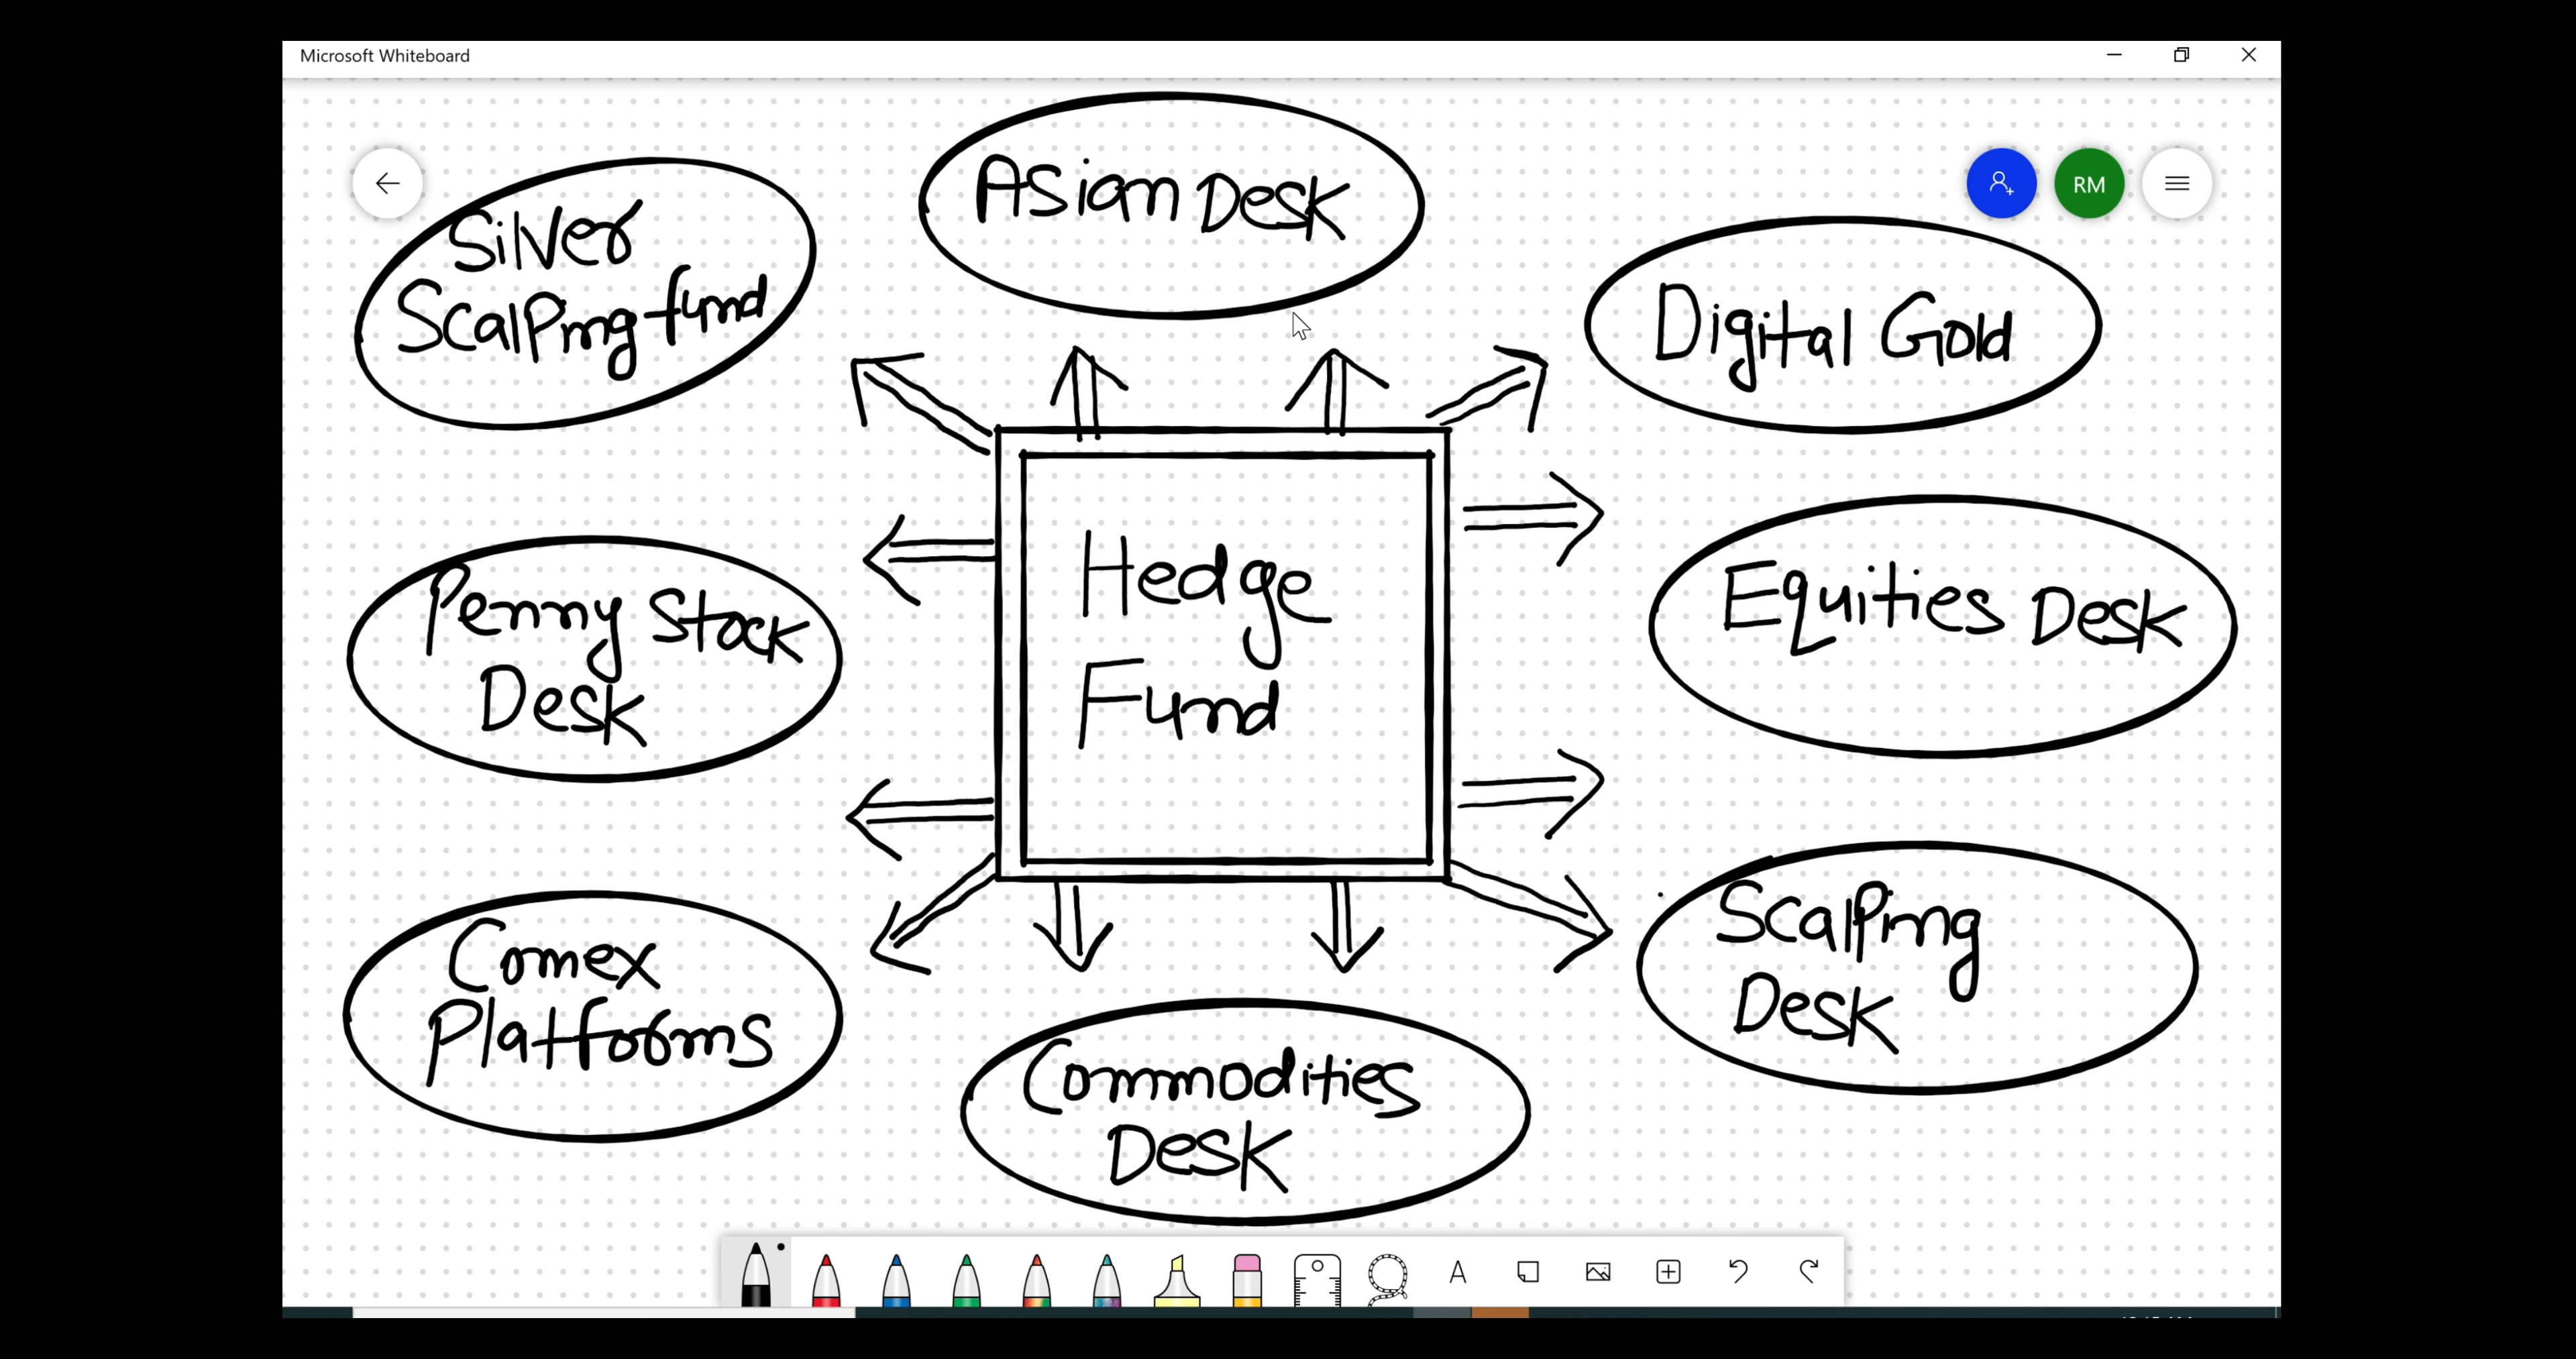 Microsoft Whiteboard
Asian Desk
RM
Silver
Scalping fund
Digital Gold
Hedge
Fund
Penny Stock
Desk
Equities Desk
Comex
Platforms
Scalping
Desk
Commodities
Desk
A